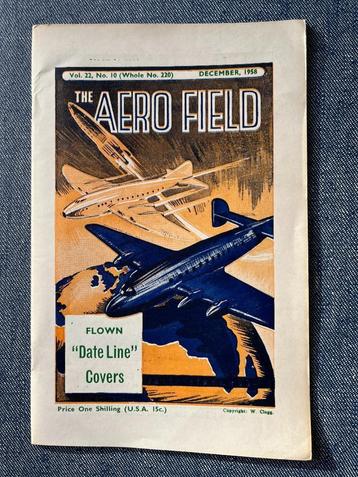 Vol. 22, No. 10 (Whole No. 220) DECEMBER, 1958
THE AERO FIELD
FLOWN
"Date Line"
Covers
Price One Shilling (U.S.A. 15c.) Copyright: W. Clegg.